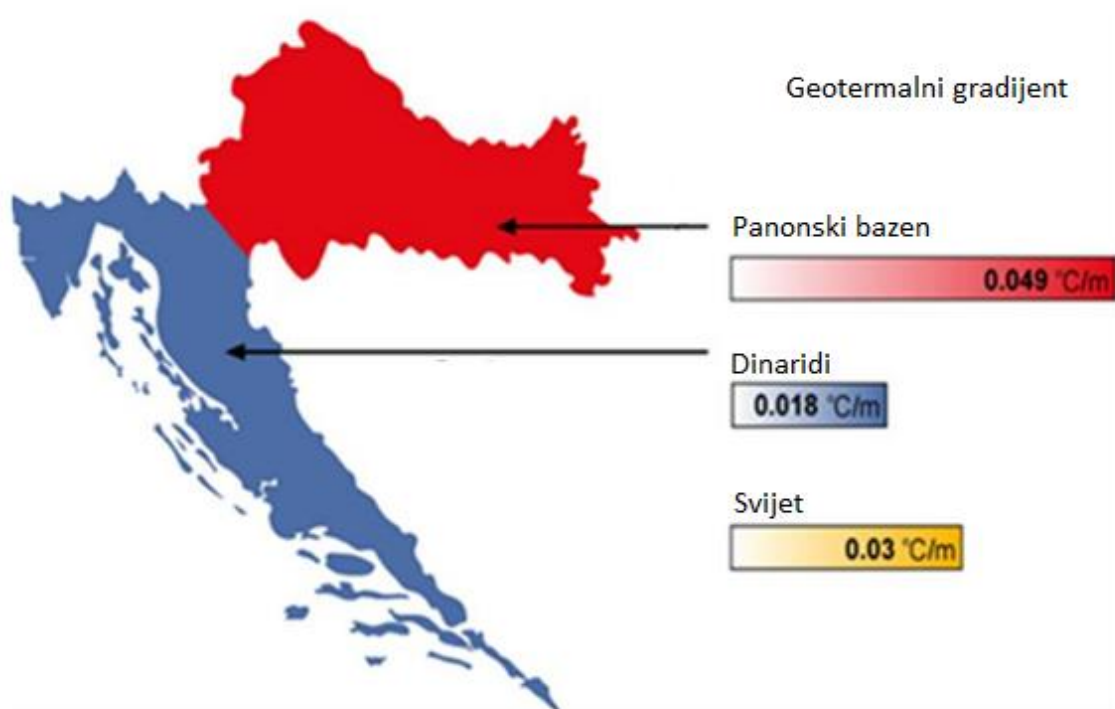 Geotermalni gradijent
Panonski bazen
0.049 °C/m
Dinaridi
0.018 °C/m
Svijet
0.03 °C/m